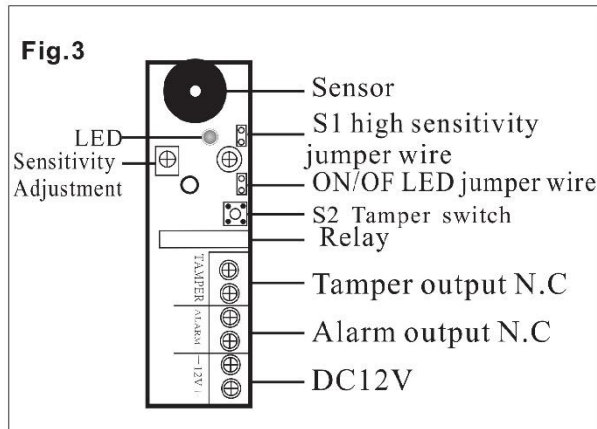 Fig.3
Sensor
LED
S1 high sensitivity
jumper wire
Sensitivity
Adjustment
ON/OF LED jumper wire
S2 Tamper switch
Relay
TAMPER
Tamper output N.C
ALARM
Alarm output N.C
－12V＋
DC12V